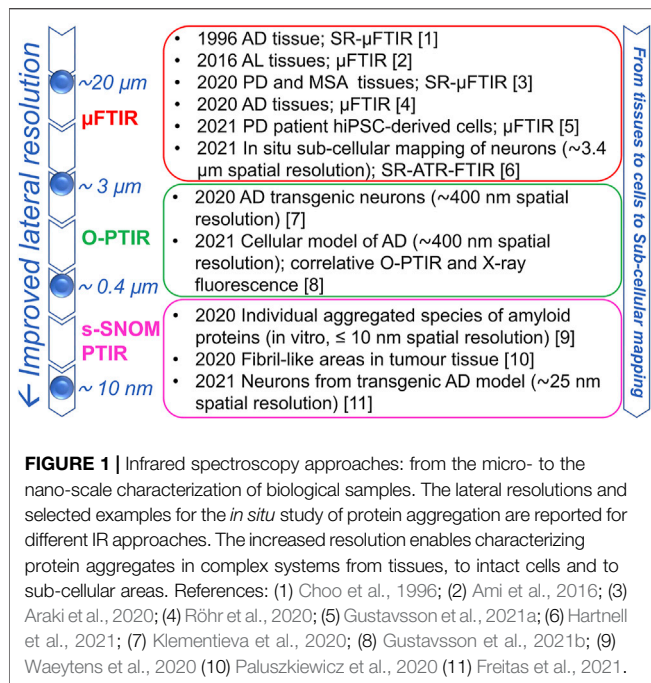 ← Improved lateral resolution
~20 μm
μFTIR
~ 3 μm
O-PTIR
~ 0.4 μm
s-SNOM
PTIR
~ 10 nm
• 1996 AD tissue; SR-μFTIR [1]
• 2016 AL tissues; μFTIR [2]
• 2020 PD and MSA tissues; SR-μFTIR [3]
• 2020 AD tissues; μFTIR [4]
• 2021 PD patient hiPSC-derived cells; μFTIR [5]
• 2021 In situ sub-cellular mapping of neurons (~3.4
μm spatial resolution); SR-ATR-FTIR [6]
• 2020 AD transgenic neurons (~400 nm spatial
resolution) [7]
• 2021 Cellular model of AD (~400 nm spatial
resolution); correlative O-PTIR and X-ray
fluorescence [8]
• 2020 Individual aggregated species of amyloid
proteins (in vitro, ≤ 10 nm spatial resolution) [9]
• 2020 Fibril-like areas in tumour tissue [10]
• 2021 Neurons from transgenic AD model (~25 nm
spatial resolution) [11]
From tissues to cells to Sub-cellular mapping
FIGURE 1 | Infrared spectroscopy approaches: from the micro- to the
nano-scale characterization of biological samples. The lateral resolutions and
selected examples for the in situ study of protein aggregation are reported for
different IR approaches. The increased resolution enables characterizing
protein aggregates in complex systems from tissues, to intact cells and to
sub-cellular areas. References: (1) Choo et al., 1996; (2) Ami et al., 2016; (3)
Araki et al., 2020; (4) Röhr et al., 2020; (5) Gustavsson et al., 2021a; (6) Hartnell
et al., 2021; (7) Klementieva et al., 2020; (8) Gustavsson et al., 2021b; (9)
Waeytens et al., 2020 (10) Paluszkiewicz et al., 2020 (11) Freitas et al., 2021.